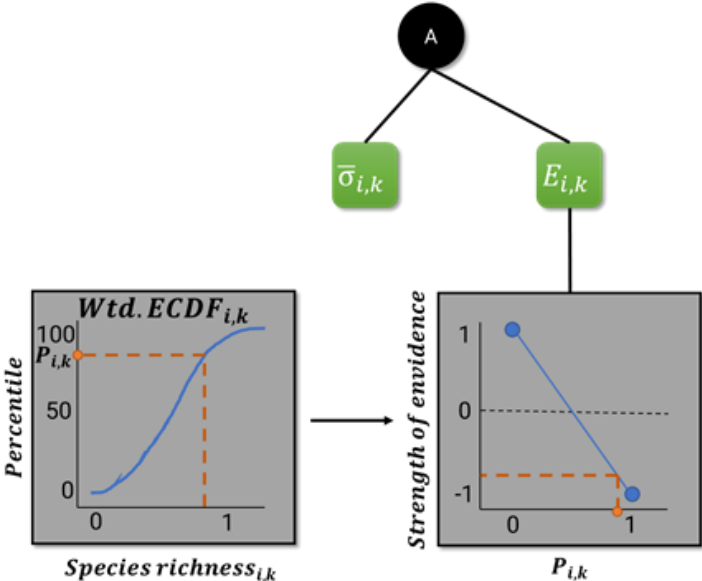 A
σ̅i,k
Ei,k
Wtd. ECDFi,k
100
Pi,k
50
0
0
1
Percentile
Species richnessi,k
Strength of envidence
1
0
-1
0
1
Pi,k